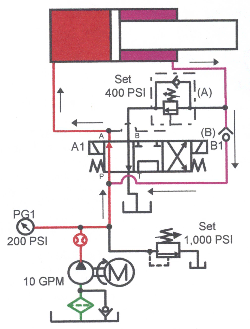 Set
400 PSI
(A)
(B)
A
B
A1
B1
P
T
PG1
200 PSI
Set
1,000 PSI
10 GPM
M